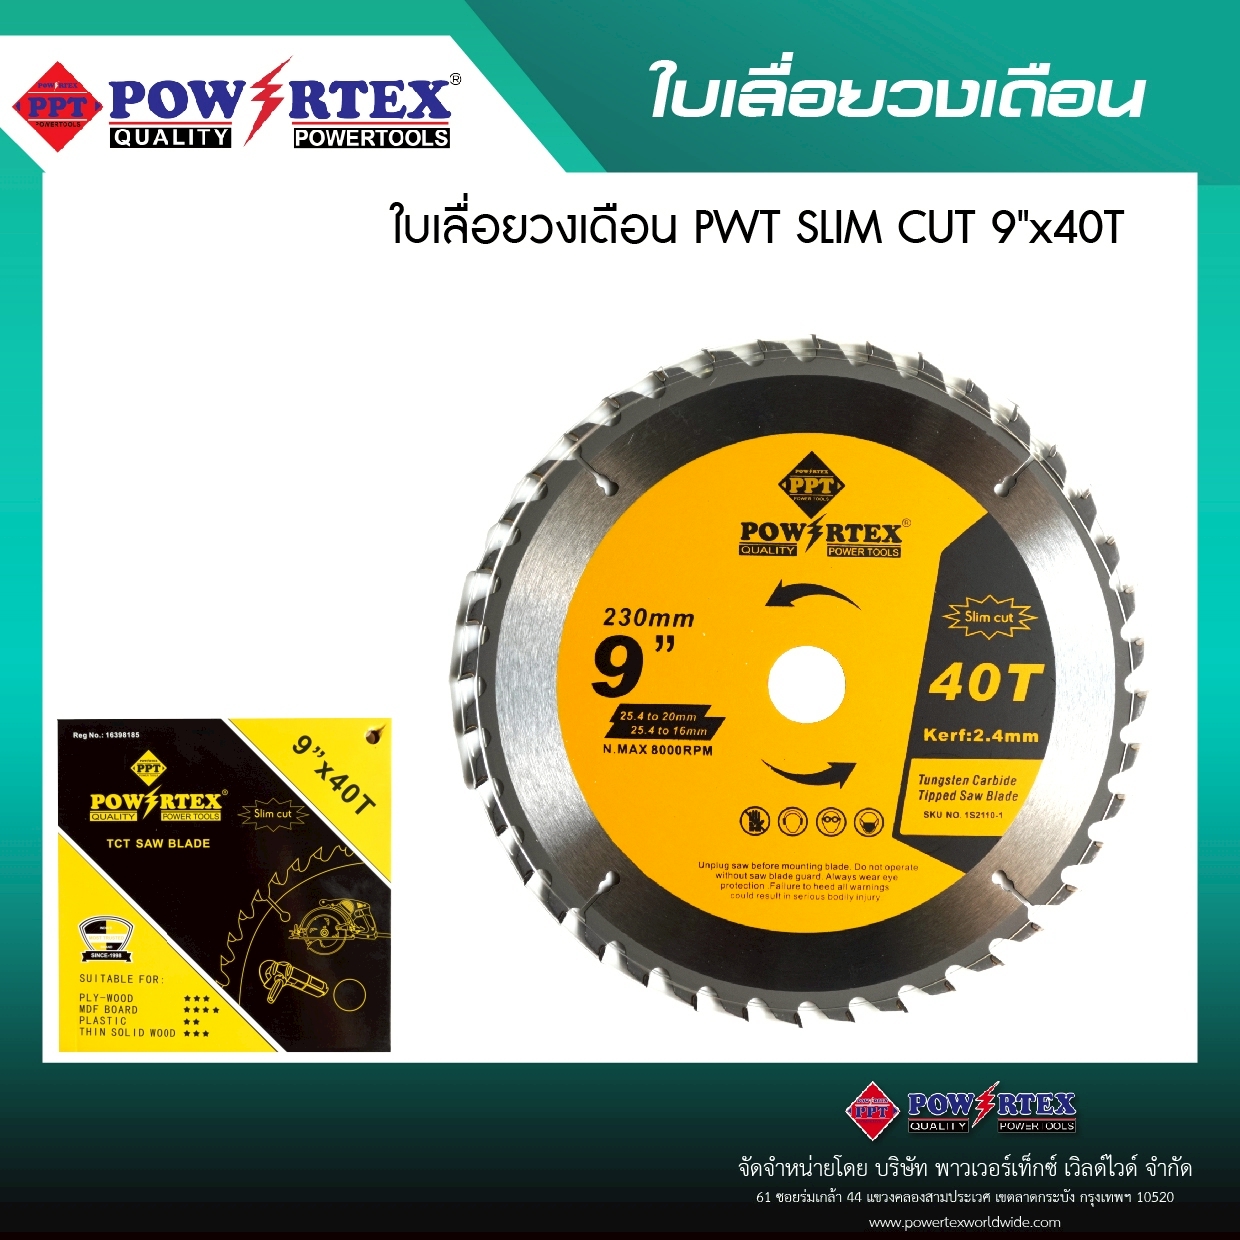 POWERTEX®
PPT
POWERTEX
POWERTOOLS
QUALITY POWERTOOLS
ใบเลื่อยวงเดือน
ใบเลื่อยวงเดือน PWT SLIM CUT 9"x40T
POWERTEX
PPT
POWER TOOLS
POWERTEX®
QUALITY POWER TOOLS
230mm
9”
25.4 to 20mm
25.4 to 16mm
N.MAX 8000RPM
Slim cut
40T
Kerf:2.4mm
Tungsten Carbide
Tipped Saw Blade
SKU NO. 1S2110-1
Unplug saw before mounting blade. Do not operate
without saw blade guard. Always wear eye
protection .Failure to heed all warnings
could result in serious bodily injury
Reg No.: 16398185
9”x40T
PPT
POWERTEX®
QUALITY POWER TOOLS
Slim cut
TCT SAW BLADE
SINCE-1998
SUITABLE FOR:
PLY-WOOD ★★★
MDF BOARD ★★★★
PLASTIC ★★
THIN SOLID WOOD ★★★
PPT
POWERTEX
QUALITY POWERTOOLS
จัดจำหน่ายโดย บริษัท พาวเวอร์เท็กซ์ เวิลด์ไวด์ จำกัด
61 ซอยร่มเกล้า 44 แขวงคลองสามประเวศ เขตลาดกระบัง กรุงเทพฯ 10520
www.powertexworldwide.com